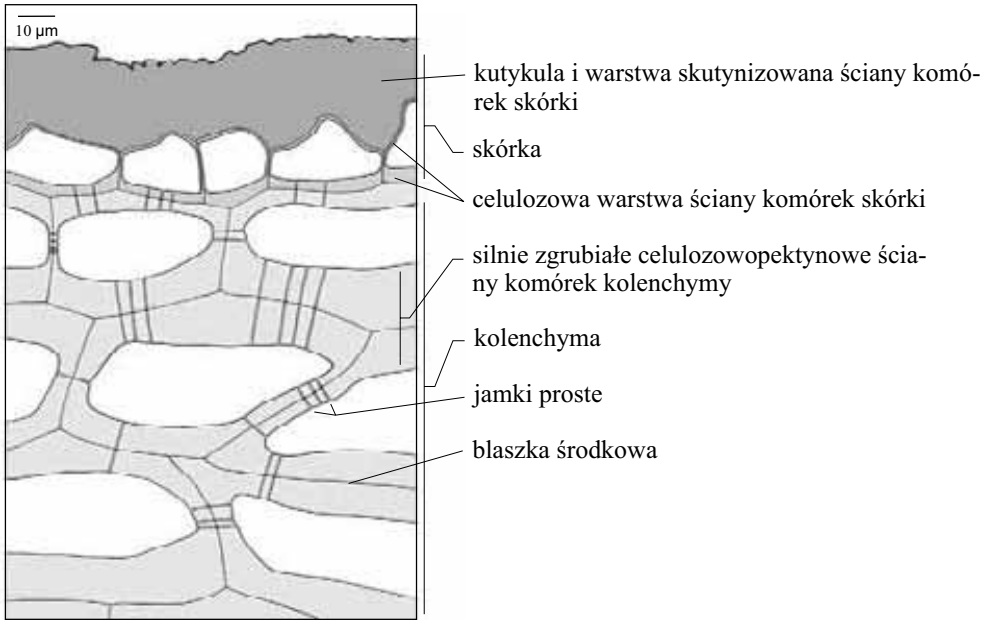 10 µm
kutykula i warstwa skutynizowana ściany komó-
rek skórki
skórka
celulozowa warstwa ściany komórek skórki
silnie zgrubiałe celulozowopektynowe ścia-
ny komórek kolenchymy
kolenchyma
jamki proste
blaszka środkowa